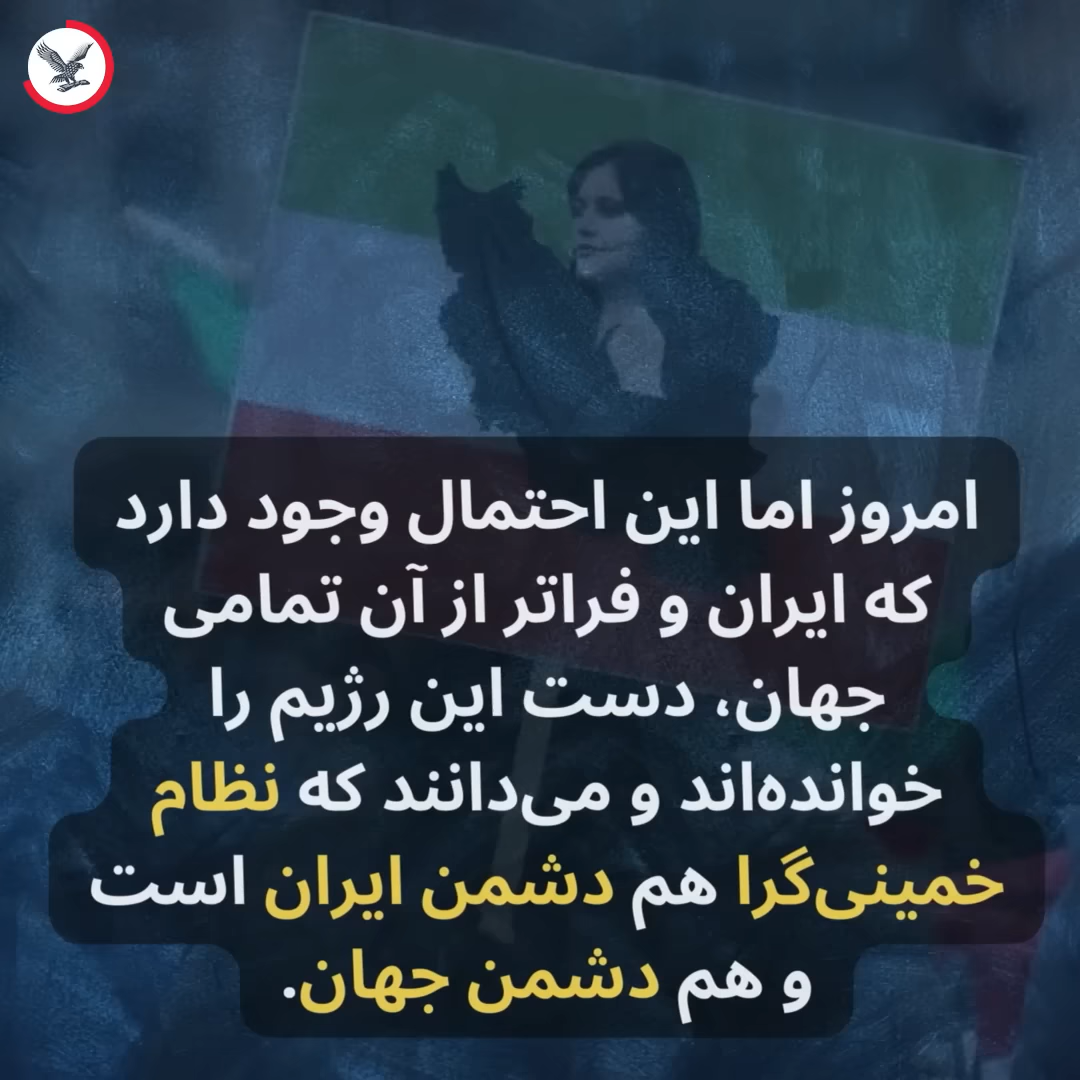 امروز اما این احتمال وجود دارد
که ایران و فراتر از آن تمامی
جهان، دست این رژیم را
خوانده‌اند و می‌دانند که نظام
خمینی‌گرا هم دشمن ایران است
و هم دشمن جهان.